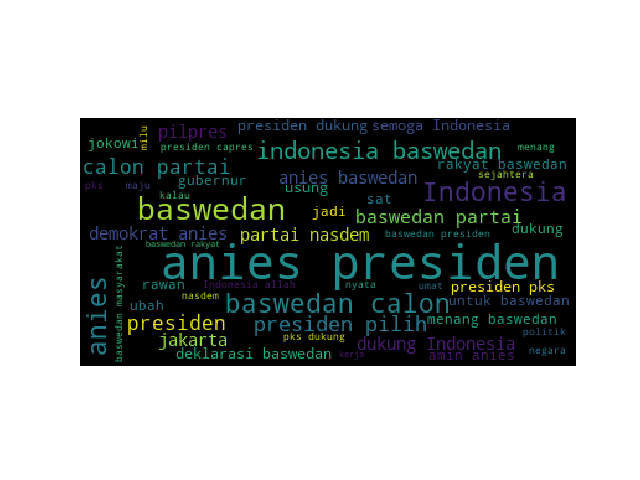 presiden dukung semoga Indonesia
milu pilpres
jokowi presiden capres indonesia baswedan menang
calon partai rakyat baswedan
pks maju gubernur anies baswedan sejahtera
usung Indonesia
kalau sat
baswedan jadi baswedan partai
demokrat anies partai nasdem baswedan presiden dukung
baswedan rakyat
anies presiden
baswedan masyarakat rawan Indonesia allah nyata umat presiden pks
anies nasdem
ubah baswedan calon untuk baswedan
presiden presiden pilih menang baswedan
jakarta pks dukung politik
dukung Indonesia
deklarasi baswedan kerja amin anies negara